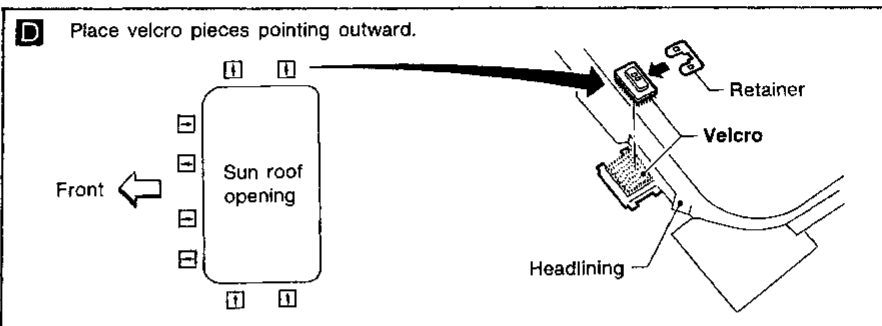 D Place velcro pieces pointing outward.
Retainer
Velcro
Front
Sun roof
opening
Headlining